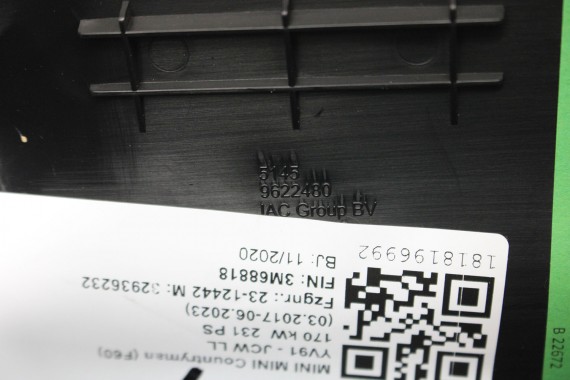 5145
9622480
IAC Group BV
1818196992
BJ: 11/2020
FIN: 3M68818
Fzgnr.: 23-12442 M: 32936232
(03.2017-06.2023)
170 kW 231 PS
YV91 - JCW LL
MINI MINI Countryman (F60)
B 22672